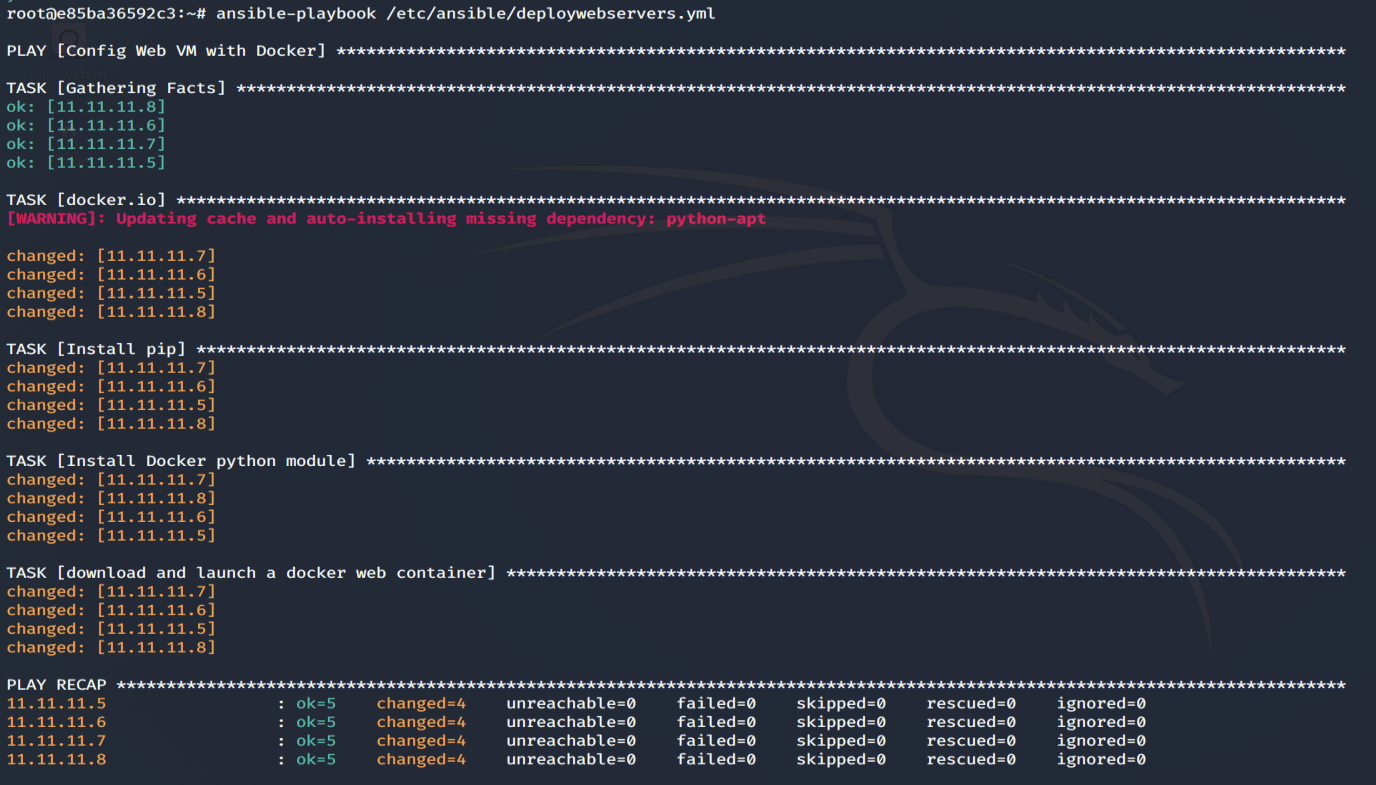 root@e85ba36592c3:~# ansible-playbook /etc/ansible/deploywebservers.yml
PLAY [Config Web VM with Docker] *****************************************************************************************************
TASK [Gathering Facts] ***************************************************************************************************************
ok: [11.11.11.8]
ok: [11.11.11.6]
ok: [11.11.11.7]
ok: [11.11.11.5]
TASK [docker.io] *********************************************************************************************************************
[WARNING]: Updating cache and auto-installing missing dependency: python-apt
changed: [11.11.11.7]
changed: [11.11.11.6]
changed: [11.11.11.5]
changed: [11.11.11.8]
TASK [Install pip] *******************************************************************************************************************
changed: [11.11.11.7]
changed: [11.11.11.6]
changed: [11.11.11.5]
changed: [11.11.11.8]
TASK [Install Docker python module] **************************************************************************************************
changed: [11.11.11.7]
changed: [11.11.11.8]
changed: [11.11.11.6]
changed: [11.11.11.5]
TASK [download and launch a docker web container] ************************************************************************************
changed: [11.11.11.7]
changed: [11.11.11.6]
changed: [11.11.11.5]
changed: [11.11.11.8]
PLAY RECAP ***************************************************************************************************************************
11.11.11.5                 : ok=5    changed=4    unreachable=0    failed=0    skipped=0    rescued=0    ignored=0
11.11.11.6                 : ok=5    changed=4    unreachable=0    failed=0    skipped=0    rescued=0    ignored=0
11.11.11.7                 : ok=5    changed=4    unreachable=0    failed=0    skipped=0    rescued=0    ignored=0
11.11.11.8                 : ok=5    changed=4    unreachable=0    failed=0    skipped=0    rescued=0    ignored=0